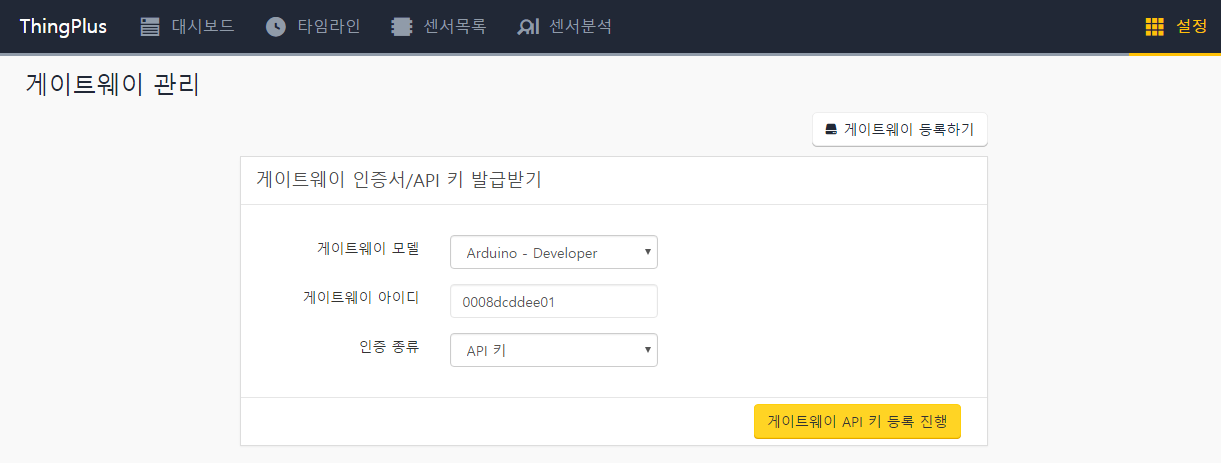 ThingPlus 대시보드 타임라인 센서목록 센서분석 설정
게이트웨이 관리
게이트웨이 등록하기
게이트웨이 인증서/API 키 발급받기
게이트웨이 모델 Arduino - Developer
게이트웨이 아이디 0008dcddee01
인증 종류 API 키
게이트웨이 API 키 등록 진행